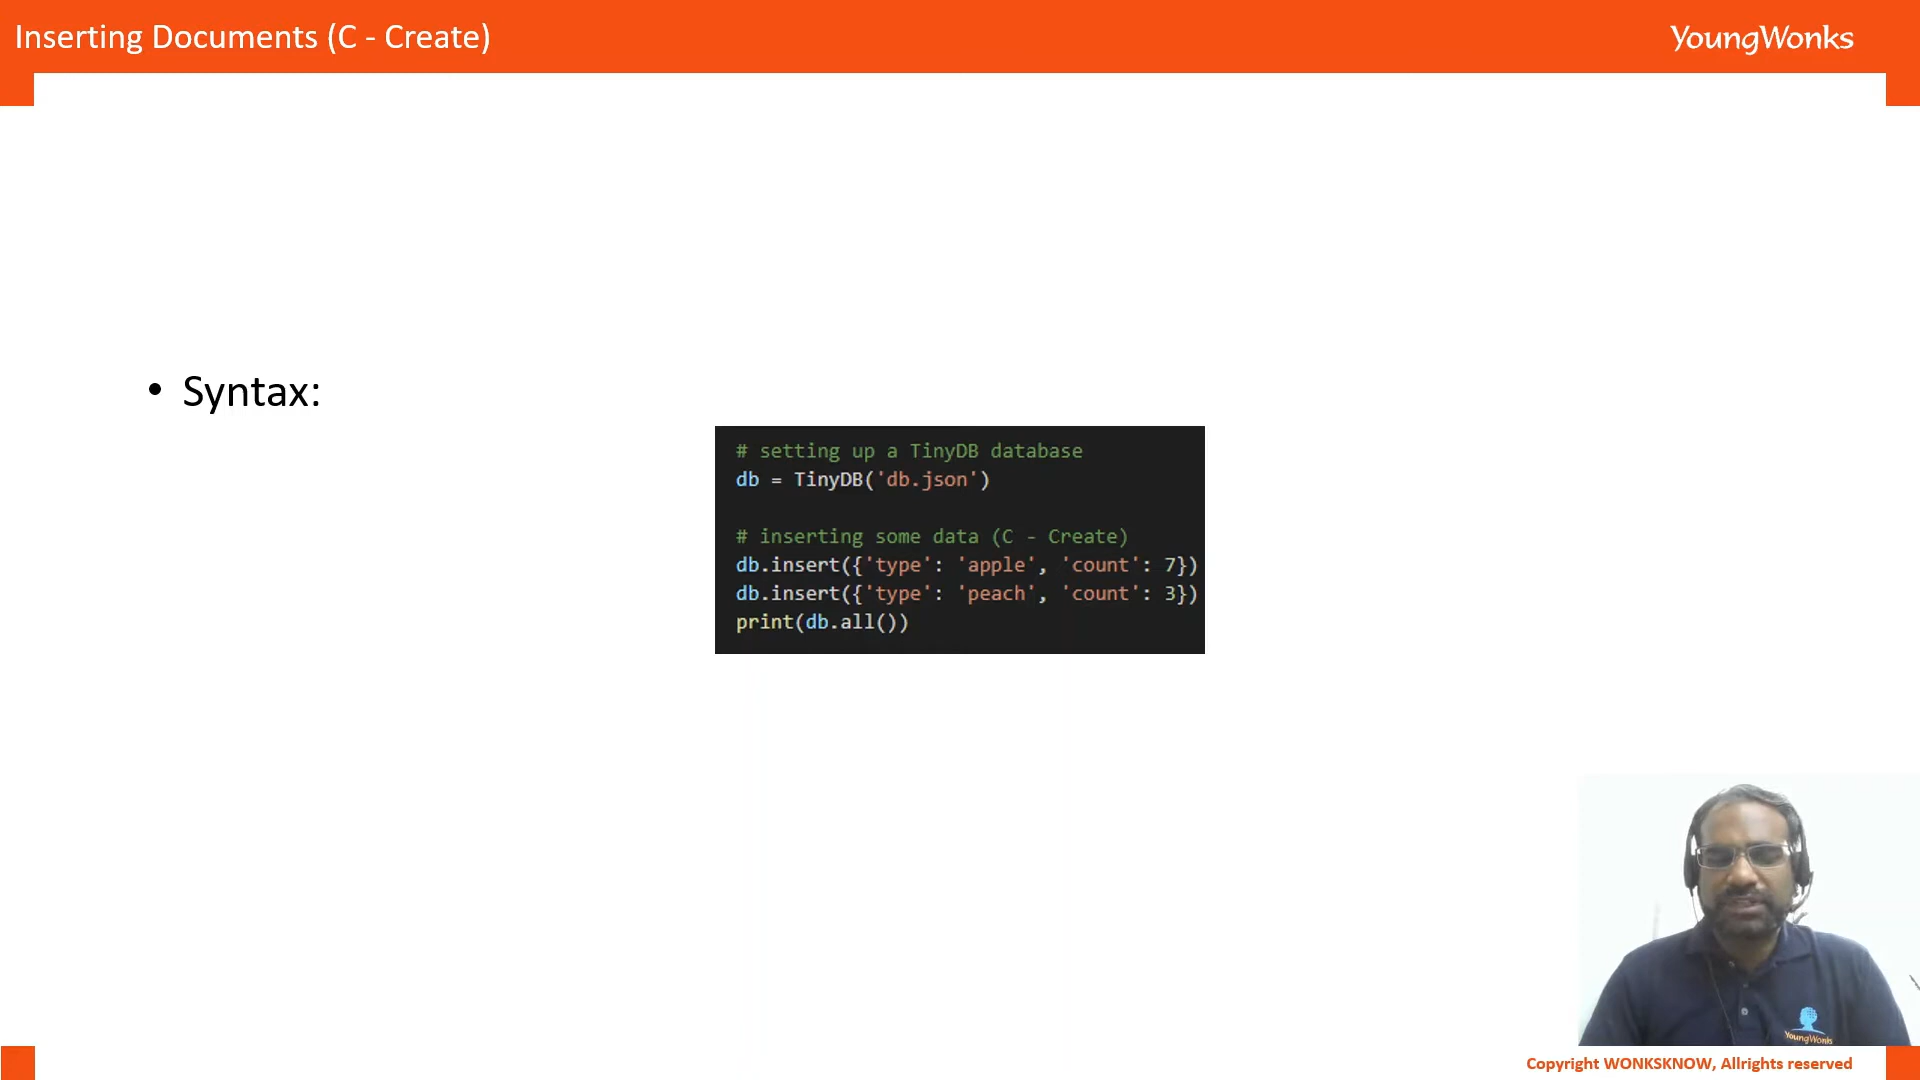 Inserting Documents (C - Create)
YoungWonks
• Syntax:
# setting up a TinyDB database
db = TinyDB('db.json')
# inserting some data (C - Create)
db.insert({'type': 'apple', 'count': 7})
db.insert({'type': 'peach', 'count': 3})
print(db.all())
YoungWonks
Copyright WONKSKNOW, Allrights reserved